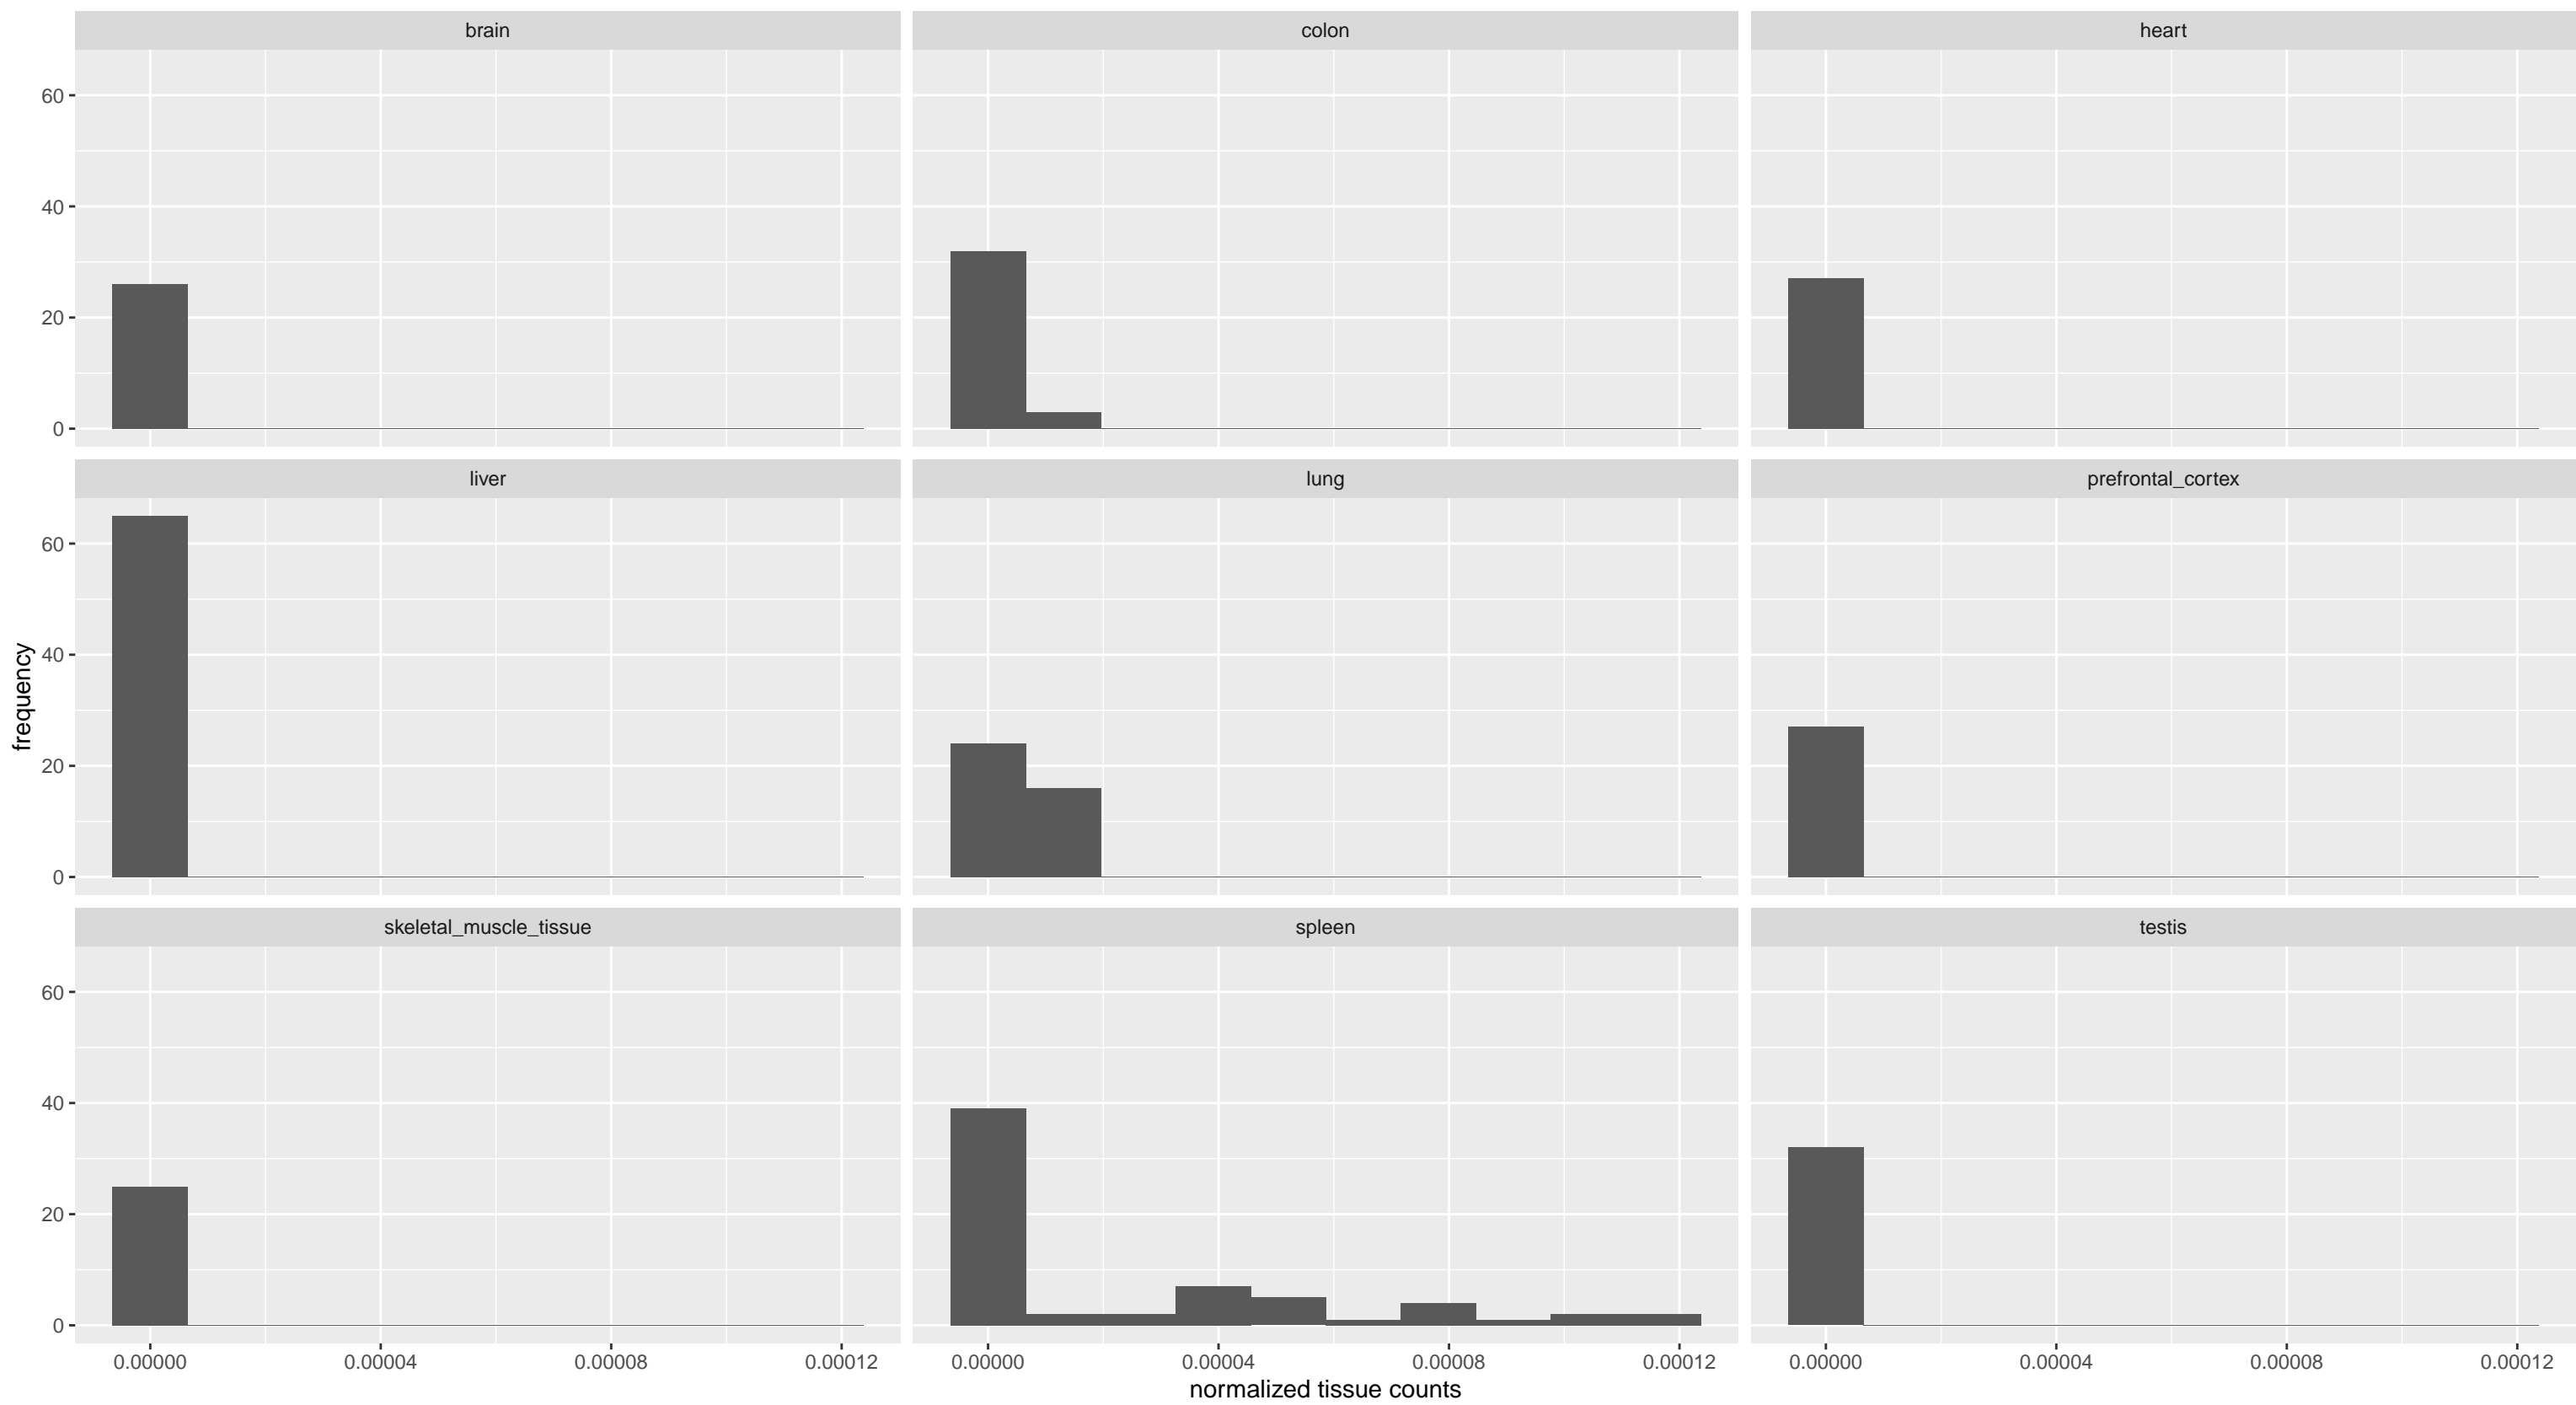 brain
colon
heart
60
40
20
0
liver
lung
prefrontal_cortex
60
40
20
0
frequency
skeletal_muscle_tissue
spleen
testis
60
40
20
0
0.00000 0.00004 0.00008 0.00012
0.00000 0.00004 0.00008 0.00012
0.00000 0.00004 0.00008 0.00012
normalized tissue counts